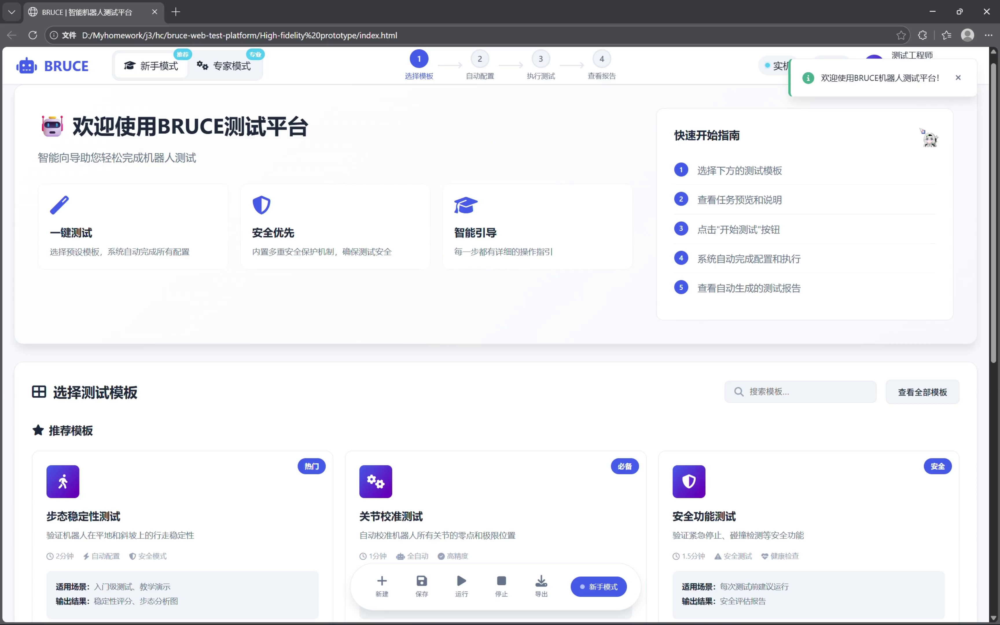 BRUCE | 智能机器人测试平台
文件 D:/Myhomework/j3/hc/bruce-web-test-platform/High-fidelity%20prototype/index.html
BRUCE
新手模式
推荐
专家模式
专业
1
选择模板
2
自动配置
3
执行测试
4
查看报告
实机
测试工程师
欢迎使用BRUCE机器人测试平台!
欢迎使用BRUCE测试平台
智能向导助您轻松完成机器人测试
一键测试
选择预设模板，系统自动完成所有配置
安全优先
内置多重安全保护机制，确保测试安全
智能引导
每一步都有详细的操作指引
快速开始指南
1 选择下方的测试模板
2 查看任务预览和说明
3 点击"开始测试"按钮
4 系统自动完成配置和执行
5 查看自动生成的测试报告
选择测试模板
搜索模板...
查看全部模板
推荐模板
热门
步态稳定性测试
验证机器人在平地和斜坡上的行走稳定性
2分钟 自动配置 安全模式
适用场景：入门级测试、教学演示
输出结果：稳定性评分、步态分析图
必备
关节校准测试
自动校准机器人所有关节的零点和极限位置
1分钟 全自动 高精度
安全
安全功能测试
验证紧急停止、碰撞检测等安全功能
1.5分钟 安全测试 健康检查
适用场景：每次测试前建议运行
输出结果：安全评估报告
新建
保存
运行
停止
导出
新手模式